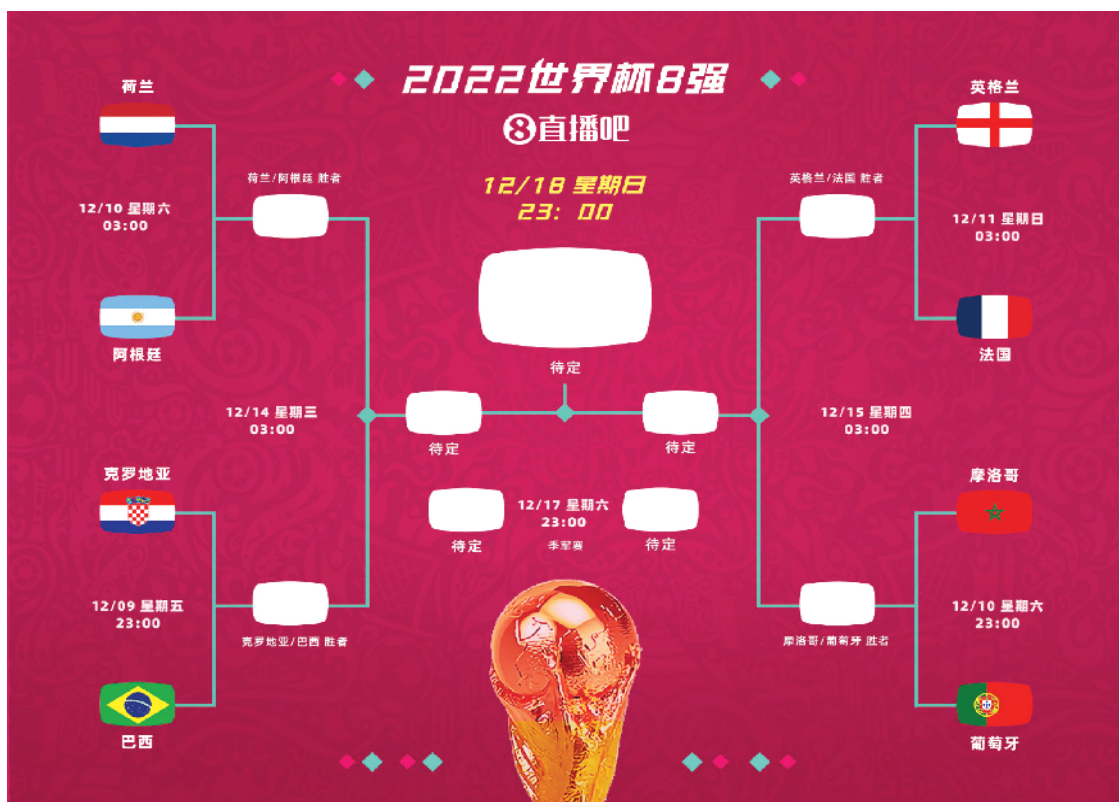 2022世界杯8强
8直播吧
12/18 星期日
23: 00
待定
荷兰
12/10 星期六
03:00
阿根廷
荷兰/阿根廷 胜者
12/14 星期三
03:00
待定
克罗地亚
12/09 星期五
23:00
巴西
克罗地亚/巴西 胜者
英格兰
12/11 星期日
03:00
法国
英格兰/法国 胜者
12/15 星期四
03:00
待定
摩洛哥
12/10 星期六
23:00
葡萄牙
摩洛哥/葡萄牙 胜者
待定
12/17 星期六
23:00
季军赛
待定